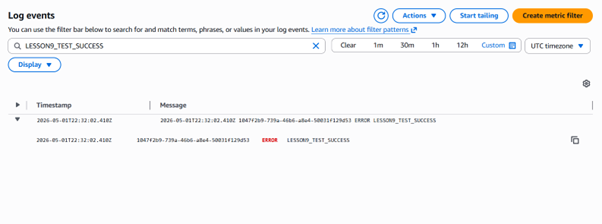 Log events
Actions
Start tailing
Create metric filter
You can use the filter bar below to search for and match terms, phrases, or values in your log events. Learn more about filter patterns
LESSON9_TEST_SUCCESS
Clear 1m 30m 1h 12h Custom
UTC timezone
Display
Timestamp Message
2026-05-01T22:32:02.410Z 2026-05-01T22:32:02.410Z 1047f2b9-739a-46b6-a8e4-50031f129d53 ERROR LESSON9_TEST_SUCCESS
2026-05-01T22:32:02.410Z 1047f2b9-739a-46b6-a8e4-50031f129d53 ERROR LESSON9_TEST_SUCCESS